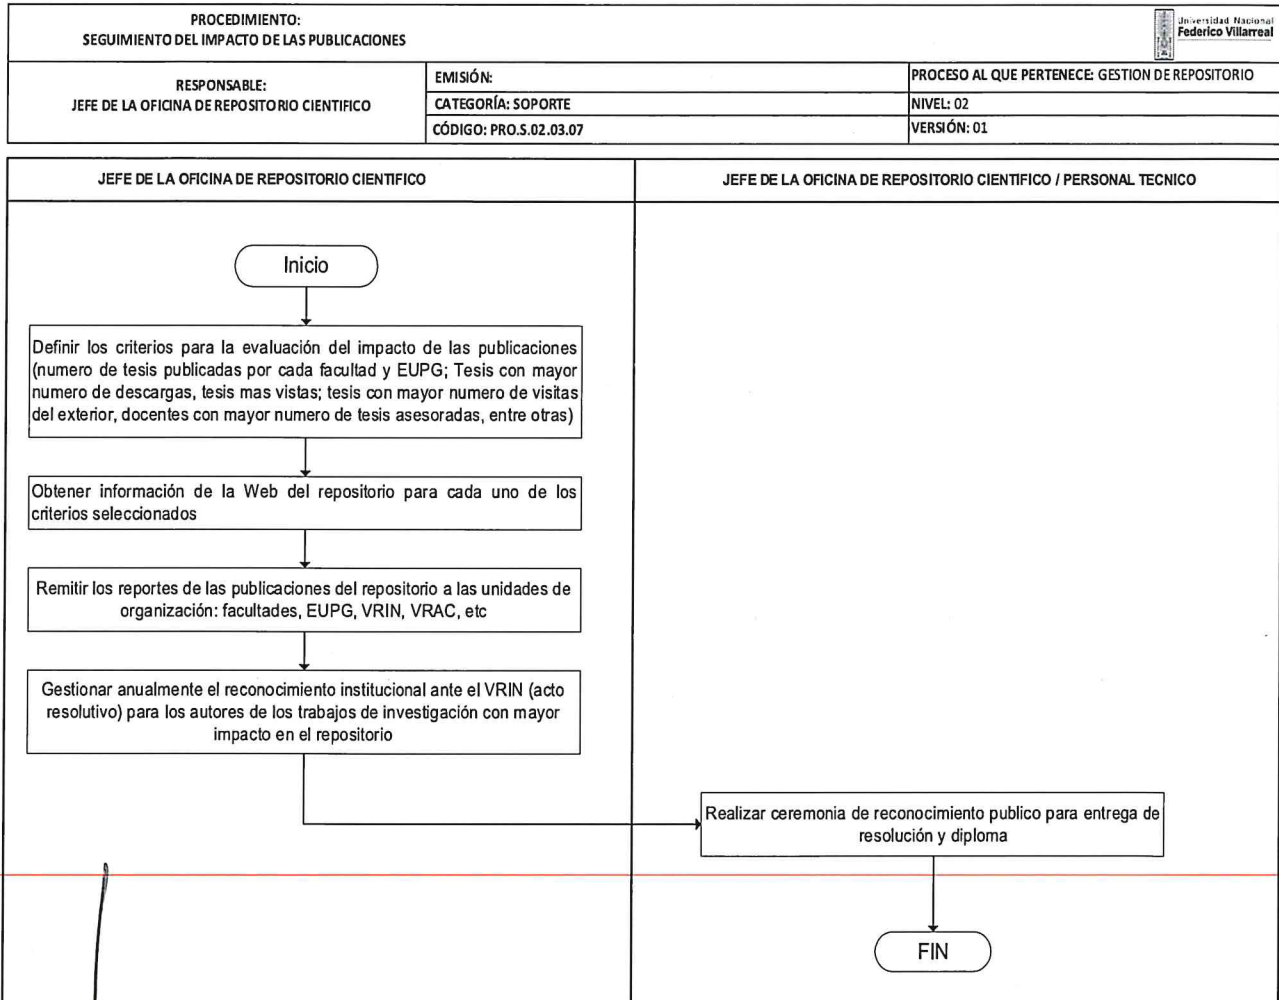 PROCEDIMIENTO:
SEGUIMIENTO DEL IMPACTO DE LAS PUBLICACIONES
Universidad Nacional
Federico Villarreal
RESPONSABLE:
JEFE DE LA OFICINA DE REPOSITORIO CIENTIFICO
EMISIÓN:
PROCESO AL QUE PERTENECE: GESTION DE REPOSITORIO
CATEGORÍA: SOPORTE
NIVEL: 02
CÓDIGO: PRO.S.02.03.07
VERSIÓN: 01
JEFE DE LA OFICINA DE REPOSITORIO CIENTIFICO
JEFE DE LA OFICINA DE REPOSITORIO CIENTIFICO / PERSONAL TECNICO
Inicio
Definir los criterios para la evaluación del impacto de las publicaciones
(numero de tesis publicadas por cada facultad y EUPG; Tesis con mayor
numero de descargas, tesis mas vistas; tesis con mayor numero de visitas
del exterior, docentes con mayor numero de tesis asesoradas, entre otras)
Obtener información de la Web del repositorio para cada uno de los
criterios seleccionados
Remitir los reportes de las publicaciones del repositorio a las unidades de
organización: facultades, EUPG, VRIN, VRAC, etc
Gestionar anualmente el reconocimiento institucional ante el VRIN (acto
resolutivo) para los autores de los trabajos de investigación con mayor
impacto en el repositorio
Realizar ceremonia de reconocimiento publico para entrega de
resolución y diploma
FIN